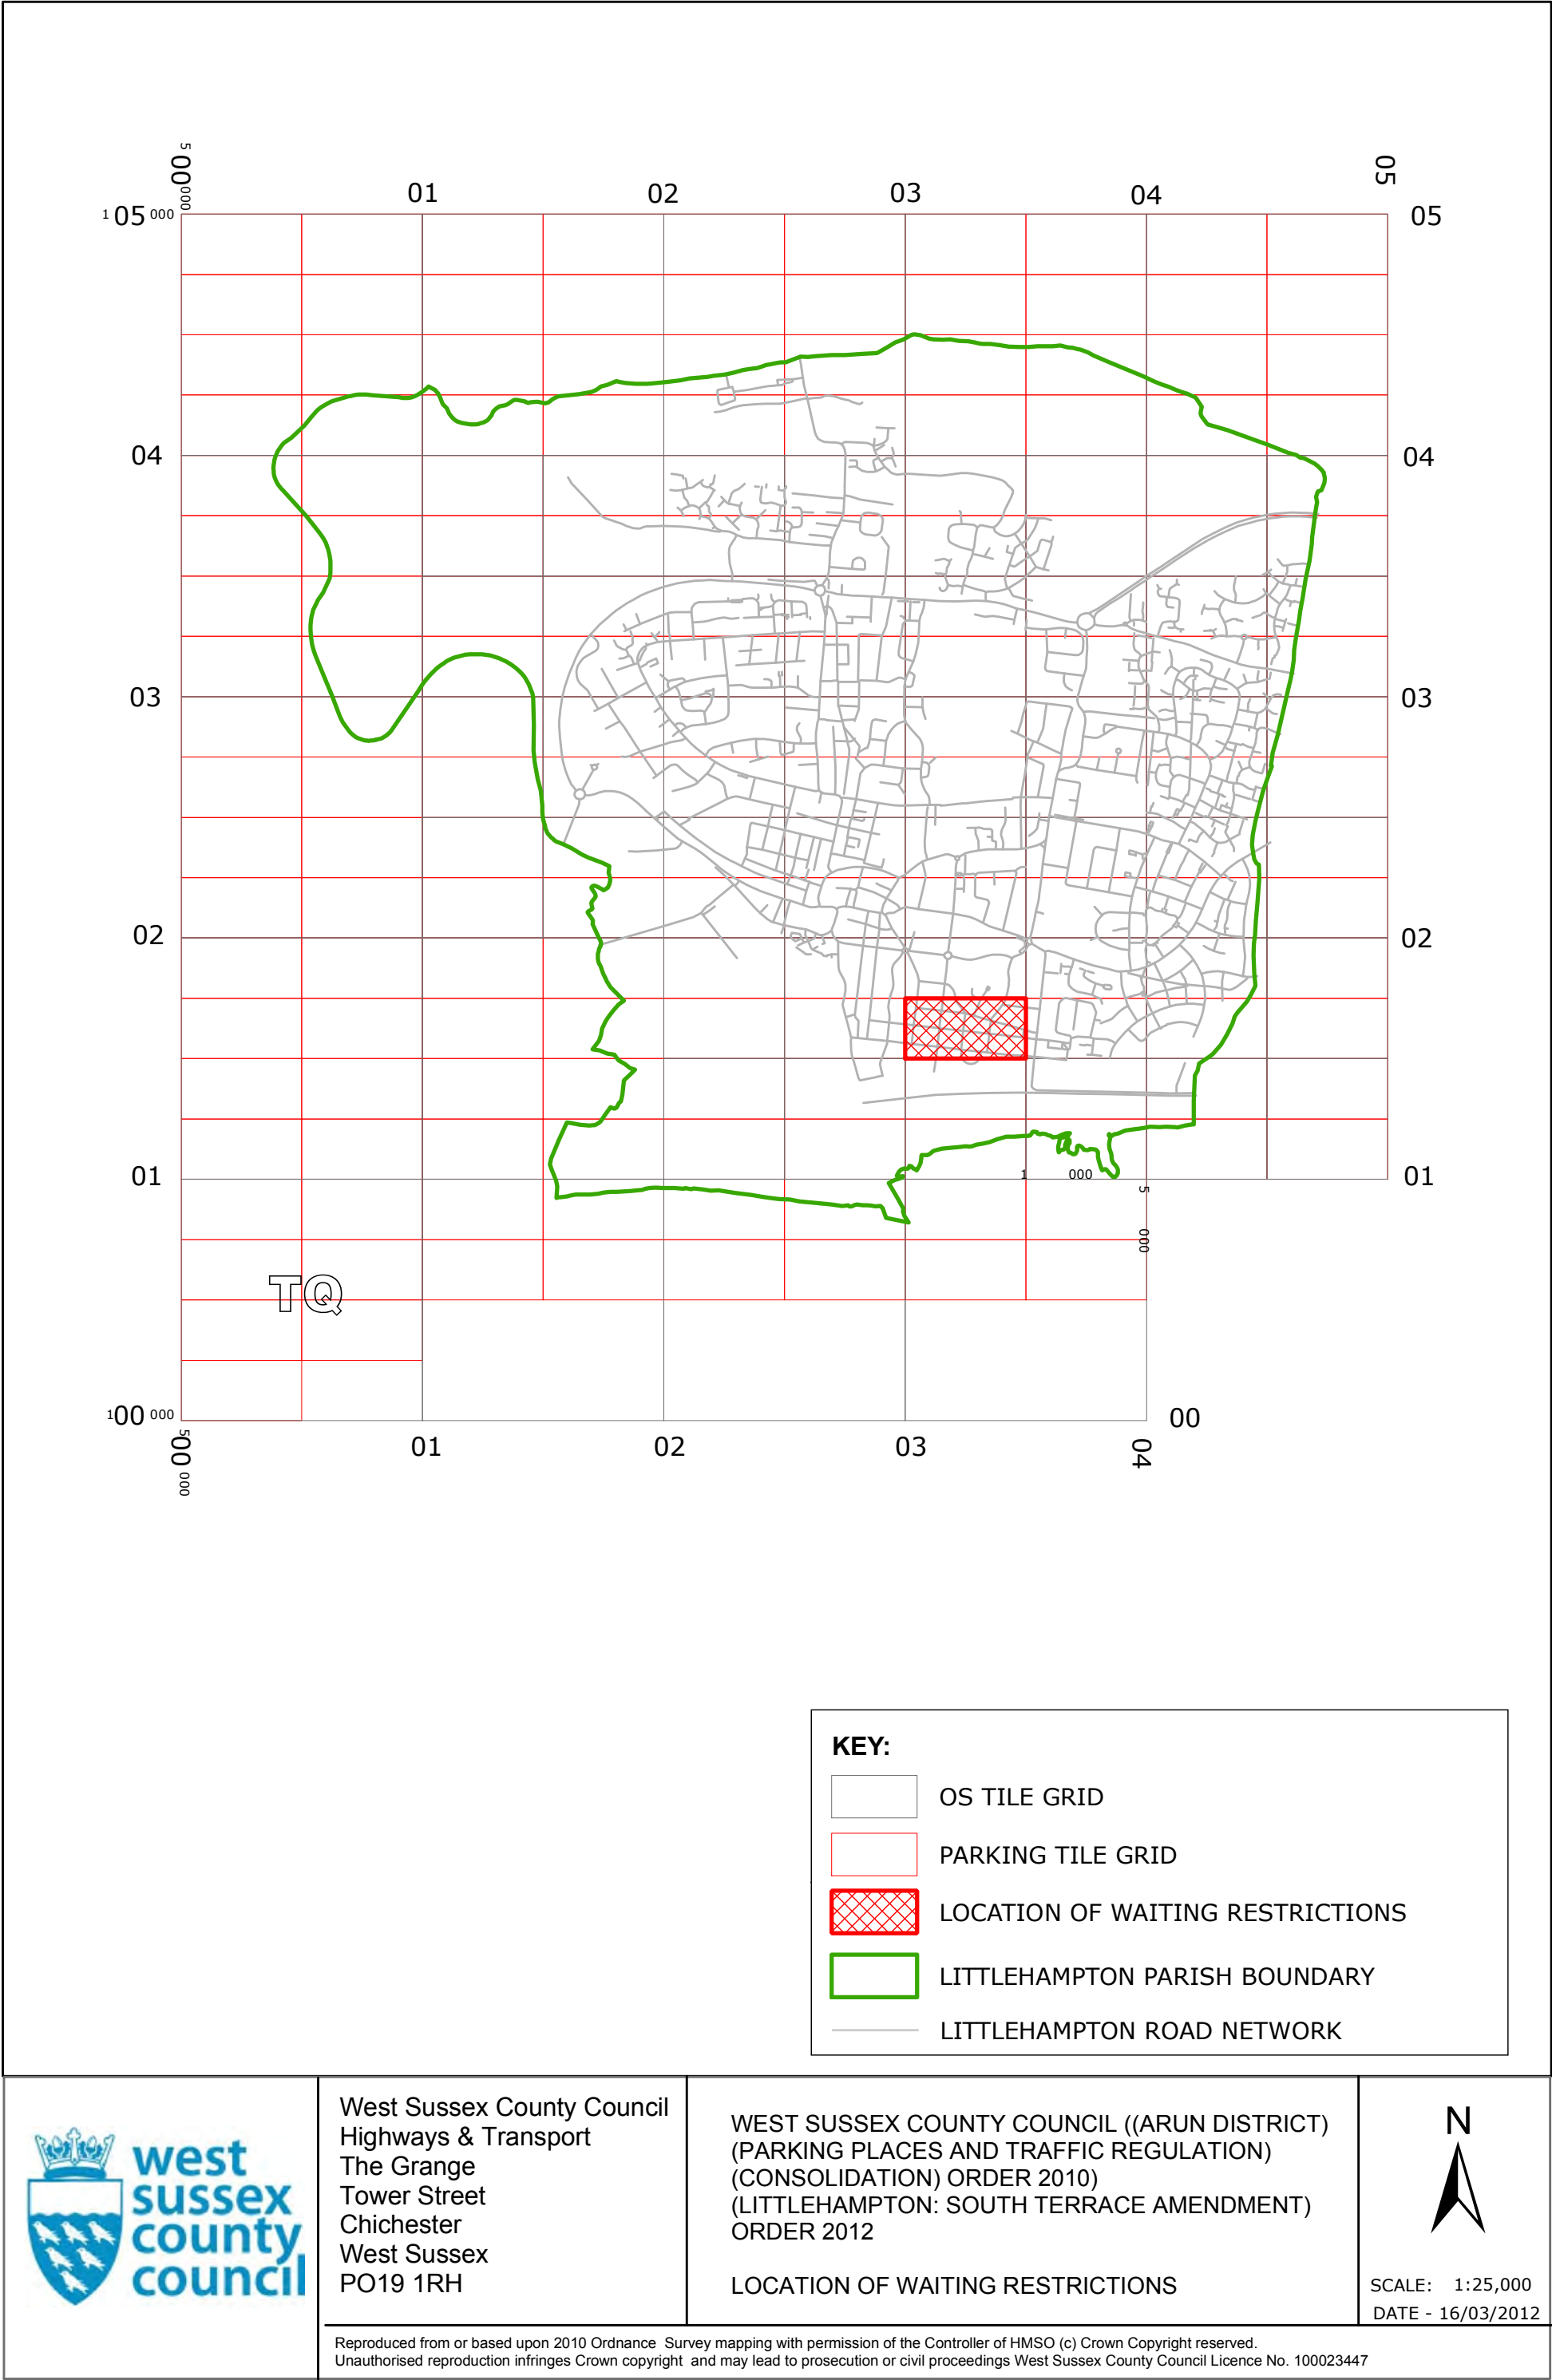 5
00
000
01
02
03
04
05
1 05 000
05
04
04
03
03
02
02
01
1 000
01
5 000
TQ
100 000
00
500 000
01
02
03
04
KEY:
OS TILE GRID
PARKING TILE GRID
LOCATION OF WAITING RESTRICTIONS
LITTLEHAMPTON PARISH BOUNDARY
LITTLEHAMPTON ROAD NETWORK
west
sussex
county
council
West Sussex County Council
Highways & Transport
The Grange
Tower Street
Chichester
West Sussex
PO19 1RH
WEST SUSSEX COUNTY COUNCIL ((ARUN DISTRICT)
(PARKING PLACES AND TRAFFIC REGULATION)
(CONSOLIDATION) ORDER 2010)
(LITTLEHAMPTON: SOUTH TERRACE AMENDMENT)
ORDER 2012
LOCATION OF WAITING RESTRICTIONS
N
SCALE: 1:25,000
DATE - 16/03/2012
Reproduced from or based upon 2010 Ordnance Survey mapping with permission of the Controller of HMSO (c) Crown Copyright reserved.
Unauthorised reproduction infringes Crown copyright and may lead to prosecution or civil proceedings West Sussex County Council Licence No. 100023447